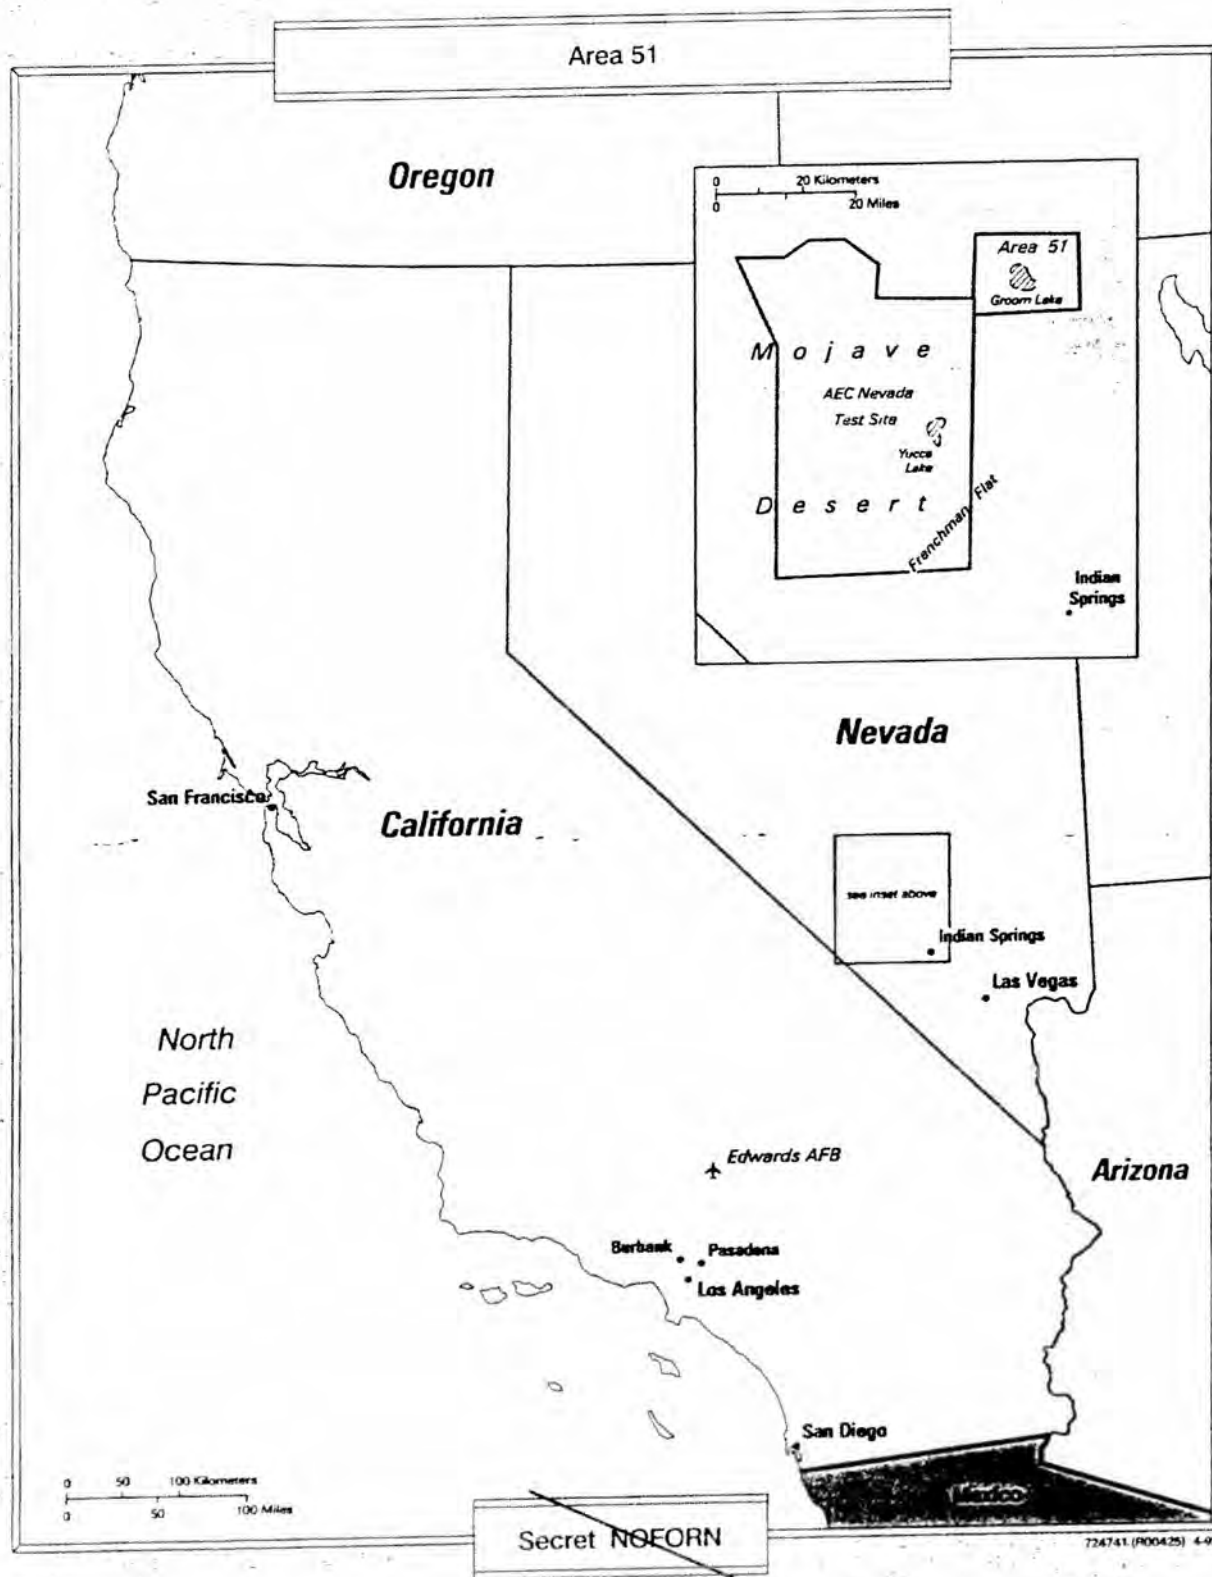 Area 51
Oregon
0 20 Kilometers
0 20 Miles
Area 51
Groom Lake
Mojave
AEC Nevada
Test Site
Yucca
Lake
Desert
Frenchman Flat
Indian
Springs
Nevada
San Francisco
California
see inset above
Indian Springs
Las Vegas
North
Pacific
Ocean
Edwards AFB
Arizona
Burbank
Pasadena
Los Angeles
San Diego
0 50 100 Kilometers
0 50 100 Miles
Mexico
Secret NOFORN
724741 (R00425) 4-9